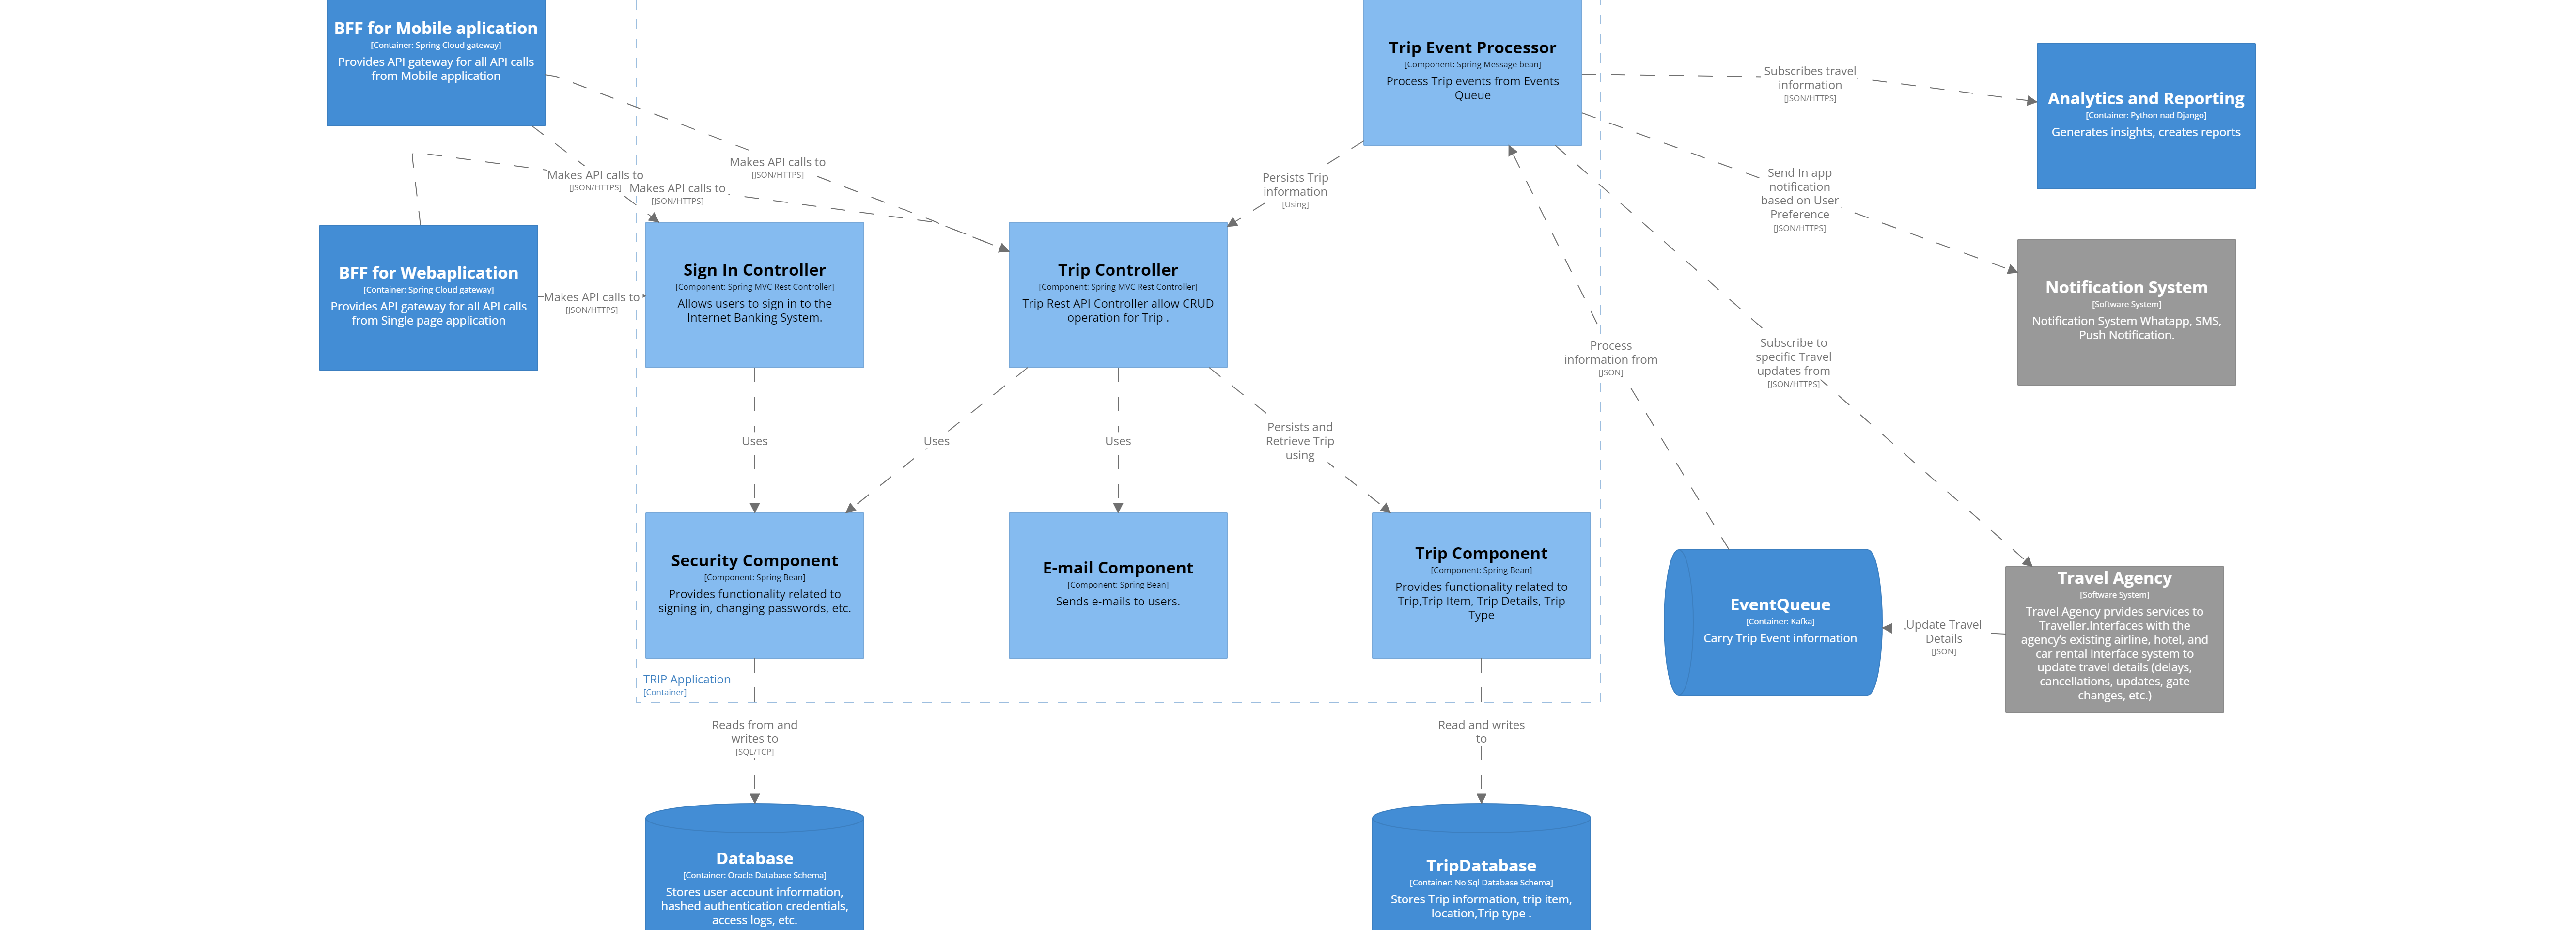 BFF for Mobile aplication
[Container: Spring Cloud gateway]
Provides API gateway for all API calls
from Mobile application
Trip Event Processor
[Component: Spring Message bean]
Process Trip events from Events
Queue
Subscribes travel
information
[JSON/HTTPS]
Analytics and Reporting
[Container: Python nad Django]
Generates insights, creates reports
Makes API calls to
[JSON/HTTPS]
Makes API calls to
[JSON/HTTPS]
Makes API calls to
[JSON/HTTPS]
Persists Trip
information
[Using]
Send In app
notification
based on User
Preference
[JSON/HTTPS]
BFF for Webaplication
[Container: Spring Cloud gateway]
Provides API gateway for all API calls
from Single page application
Makes API calls to
[JSON/HTTPS]
Sign In Controller
[Component: Spring MVC Rest Controller]
Allows users to sign in to the
Internet Banking System.
Trip Controller
[Component: Spring MVC Rest Controller]
Trip Rest API Controller allow CRUD
operation for Trip .
Notification System
[Software System]
Notification System Whatapp, SMS,
Push Notification.
Process
information from
[JSON]
Subscribe to
specific Travel
updates from
[JSON/HTTPS]
Uses
Uses
Uses
Persists and
Retrieve Trip
using
Security Component
[Component: Spring Bean]
Provides functionality related to
signing in, changing passwords, etc.
E-mail Component
[Component: Spring Bean]
Sends e-mails to users.
Trip Component
[Component: Spring Bean]
Provides functionality related to
Trip,Trip Item, Trip Details, Trip
Type
EventQueue
[Container: Kafka]
Carry Trip Event information
Update Travel
Details
[JSON]
Travel Agency
[Software System]
Travel Agency prvides services to
Traveller.Interfaces with the
agency's existing airline, hotel, and
car rental interface system to
update travel details (delays,
cancellations, updates, gate
changes, etc.)
TRIP Application
[Container]
Reads from and
writes to
[SQL/TCP]
Read and writes
to
Database
[Container: Oracle Database Schema]
Stores user account information,
hashed authentication credentials,
access logs, etc.
TripDatabase
[Container: No Sql Database Schema]
Stores Trip information, trip item,
location,Trip type .